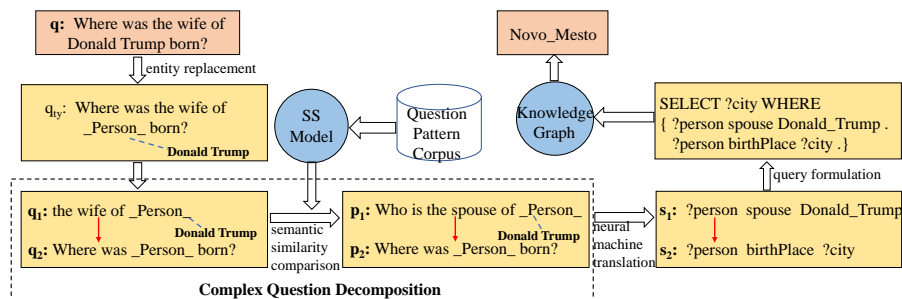 q: Where was the wife of
Donald Trump born?
entity replacement
q_ty: Where was the wife of
_Person_ born?
Donald Trump
SS
Model
Question
Pattern
Corpus
Novo_Mesto
Knowledge
Graph
SELECT ?city WHERE
{ ?person spouse Donald_Trump .
?person birthPlace ?city .}
query formulation
q₁: the wife of _Person_
Donald Trump
q₂: Where was _Person_ born?
semantic
similarity
comparison
p₁: Who is the spouse of _Person_
Donald Trump
p₂: Where was _Person_ born?
neural
machine
translation
s₁: ?person spouse Donald_Trump
s₂: ?person birthPlace ?city
Complex Question Decomposition